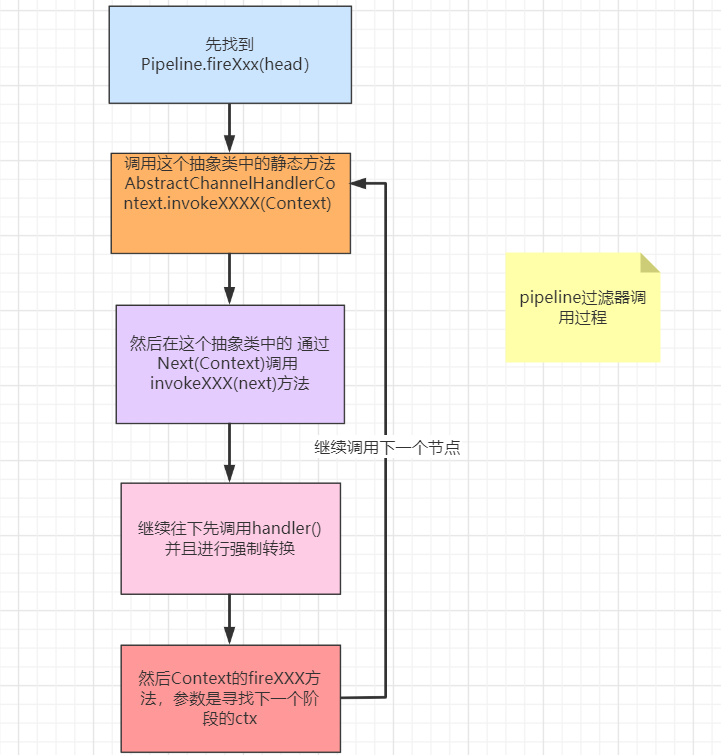 先找到
Pipeline.fireXxx(head）
调用这个抽象类中的静态方法
AbstractChannelHandlerCo
ntext.invokeXXXX(Context)
pipeline过滤器调
用过程
然后在这个抽象类中的 通过
Next(Context)调用
invokeXXX(next)方法
继续调用下一个节点
继续往下先调用handler()
并且进行强制转换
然后Context的fireXXX方
法，参数是寻找下一个阶
段的ctx